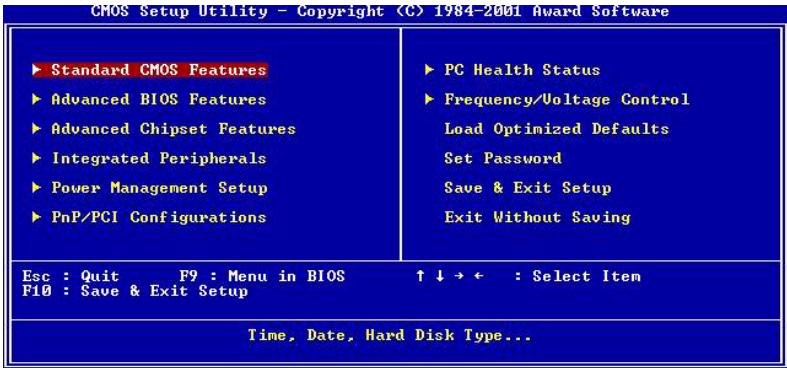 CMOS Setup Utility - Copyright (C) 1984-2001 Award Software
▶ Standard CMOS Features
▶ Advanced BIOS Features
▶ Advanced Chipset Features
▶ Integrated Peripherals
▶ Power Management Setup
▶ PnP/PCI Configurations
▶ PC Health Status
▶ Frequency/Voltage Control
Load Optimized Defaults
Set Password
Save & Exit Setup
Exit Without Saving
Esc : Quit F9 : Menu in BIOS ↑ ↓ → ← : Select Item
F10 : Save & Exit Setup
Time, Date, Hard Disk Type...